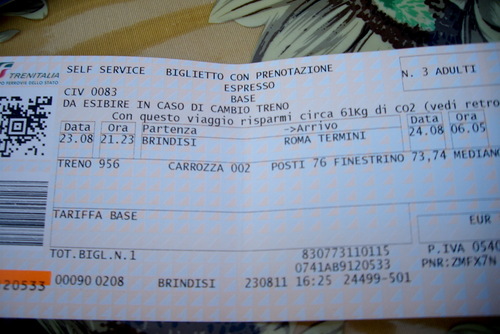 TRENITALIA
SELF SERVICE BIGLIETTO CON PRENOTAZIONE
ESPRESSO
N. 3 ADULTI
CIV 0083
BASE
DA ESIBIRE IN CASO DI CAMBIO TRENO
Con questo viaggio risparmi circa 61Kg di co2 (vedi retro
Data Ora Partenza ->Arrivo Data Ora
23.08 21.23 BRINDISI ROMA TERMINI 24.08 06.05
TRENO 956 CARROZZA 002 POSTI 76 FINESTRINO 73,74 MEDIANO
TARIFFA BASE
EUR
TOT.BIGL.N.1 830773110115 P.IVA 0540
0741AB9120533 PNR:ZMFX7N
20533 00090 0208 BRINDISI 230811 16:25 24499-501